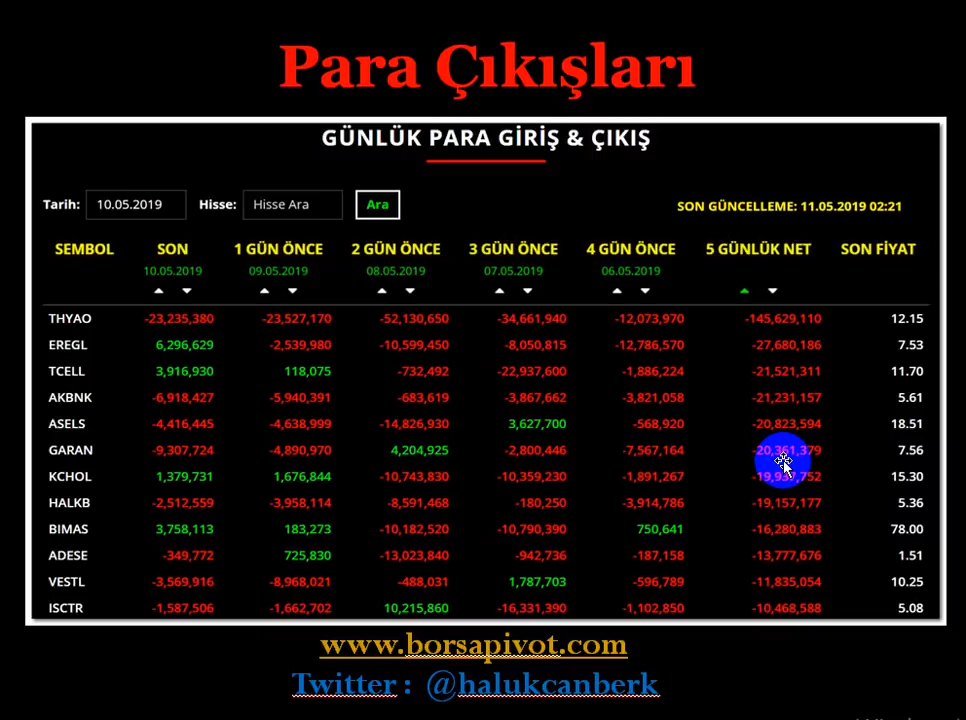 Para Çıkışları
GÜNLÜK PARA GİRİŞ & ÇIKIŞ
Tarih: 10.05.2019 Hisse: Hisse Ara Ara SON GÜNCELLEME: 11.05.2019 02:21
SEMBOL SON 1 GÜN ÖNCE 2 GÜN ÖNCE 3 GÜN ÖNCE 4 GÜN ÖNCE 5 GÜNLÜK NET SON FİYAT
10.05.2019 09.05.2019 08.05.2019 07.05.2019 06.05.2019
THYAO -23,235,380 -23,527,170 -52,130,650 -34,661,940 -12,073,970 -145,629,110 12.15
EREGL 6,296,629 -2,539,980 -10,599,450 -8,050,815 -12,786,570 -27,680,186 7.53
TCELL 3,916,930 118,075 -732,492 -22,937,600 -1,886,224 -21,521,311 11.70
AKBNK -6,918,427 -5,940,391 -683,619 -3,867,662 -3,821,058 -21,231,157 5.61
ASELS -4,416,445 -4,638,999 -14,826,930 3,627,700 -568,920 -20,823,594 18.51
GARAN -9,307,724 -4,890,970 4,204,925 -2,800,446 -7,567,164 -20,361,379 7.56
KCHOL 1,379,731 1,676,844 -10,743,830 -10,359,230 -1,891,267 -19,937,752 15.30
HALKB -2,512,559 -3,958,114 -8,591,468 -180,250 -3,914,786 -19,157,177 5.36
BIMAS 3,758,113 183,273 -10,182,520 -10,790,390 750,641 -16,280,883 78.00
ADESE -349,772 725,830 -13,023,840 -942,736 -187,158 -13,777,676 1.51
VESTL -3,569,916 -8,968,021 -488,031 1,787,703 -596,789 -11,835,054 10.25
ISCTR -1,587,506 -1,662,702 10,215,860 -16,331,390 -1,102,850 -10,468,588 5.08
www.borsapivot.com
Twitter : @halukcanberk